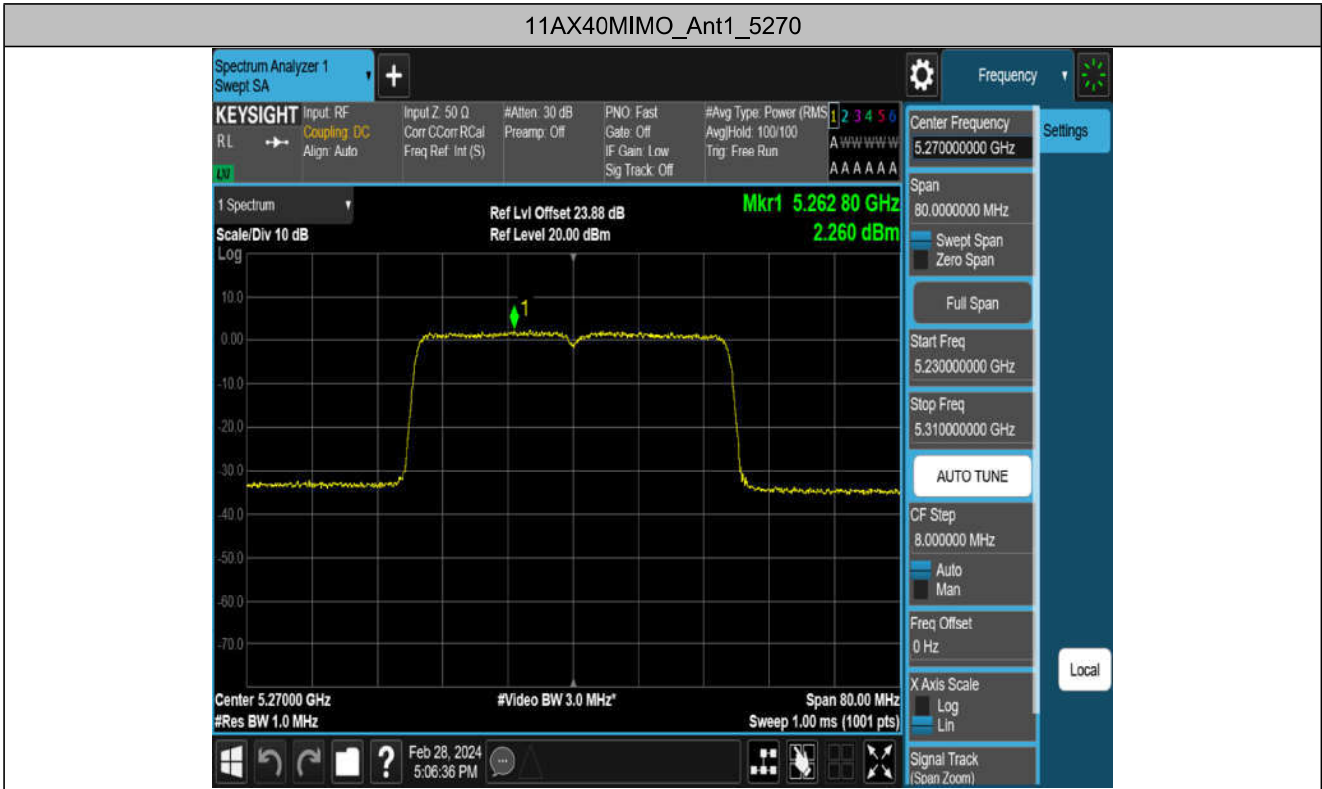 11AX40MIMO_Ant1_5270
Spectrum Analyzer 1
Swept SA
+
Frequency
KEYSIGHT
RL
LXI
Input: RF
Coupling: DC
Align: Auto
Input Z: 50 Ω
Corr CCorr RCal
Freq Ref: Int (S)
#Atten: 30 dB
Preamp: Off
PNO: Fast
Gate: Off
IF Gain: Low
Sig Track: Off
#Avg Type: Power (RMS
Avg|Hold: 100/100
Trig: Free Run
1 2 3 4 5 6
A W W W W W
A A A A A A
1 Spectrum
Scale/Div 10 dB
Log
Ref Lvl Offset 23.88 dB
Ref Level 20.00 dBm
Mkr1 5.262 80 GHz
2.260 dBm
1
10.0
0.00
-10.0
-20.0
-30.0
-40.0
-50.0
-60.0
-70.0
Center 5.27000 GHz
#Res BW 1.0 MHz
#Video BW 3.0 MHz*
Span 80.00 MHz
Sweep 1.00 ms (1001 pts)
?
Feb 28, 2024
5:06:36 PM
Center Frequency
5.270000000 GHz
Settings
Span
80.0000000 MHz
Swept Span
Zero Span
Full Span
Start Freq
5.230000000 GHz
Stop Freq
5.310000000 GHz
AUTO TUNE
CF Step
8.000000 MHz
Auto
Man
Freq Offset
0 Hz
Local
X Axis Scale
Log
Lin
Signal Track
(Span Zoom)